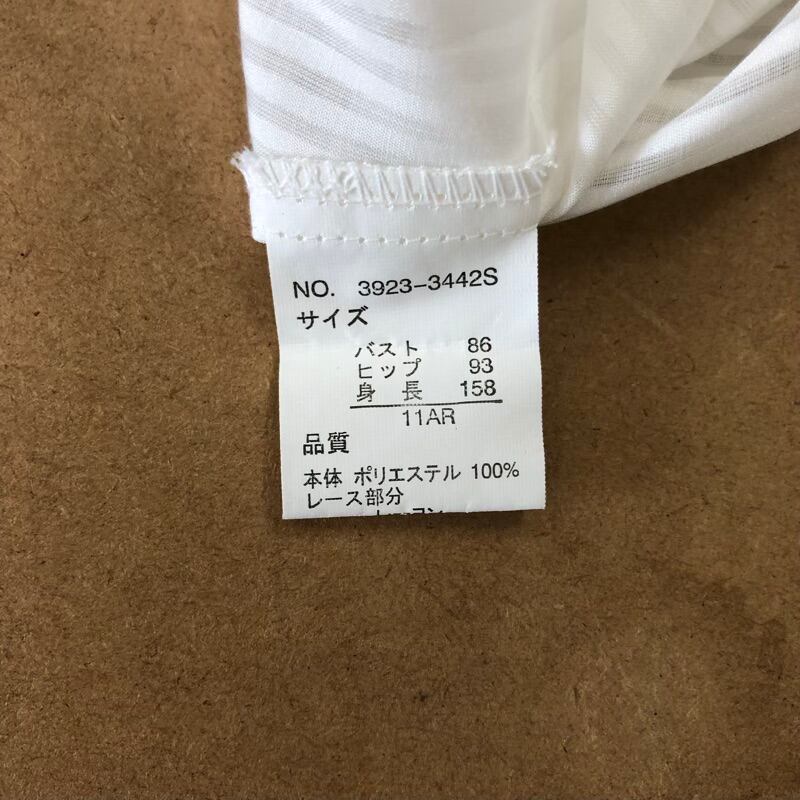 NO. 3923-3442S
サイズ
バスト 86
ヒップ 93
身 長 158
11AR
品質
本体 ポリエステル 100%
レース部分